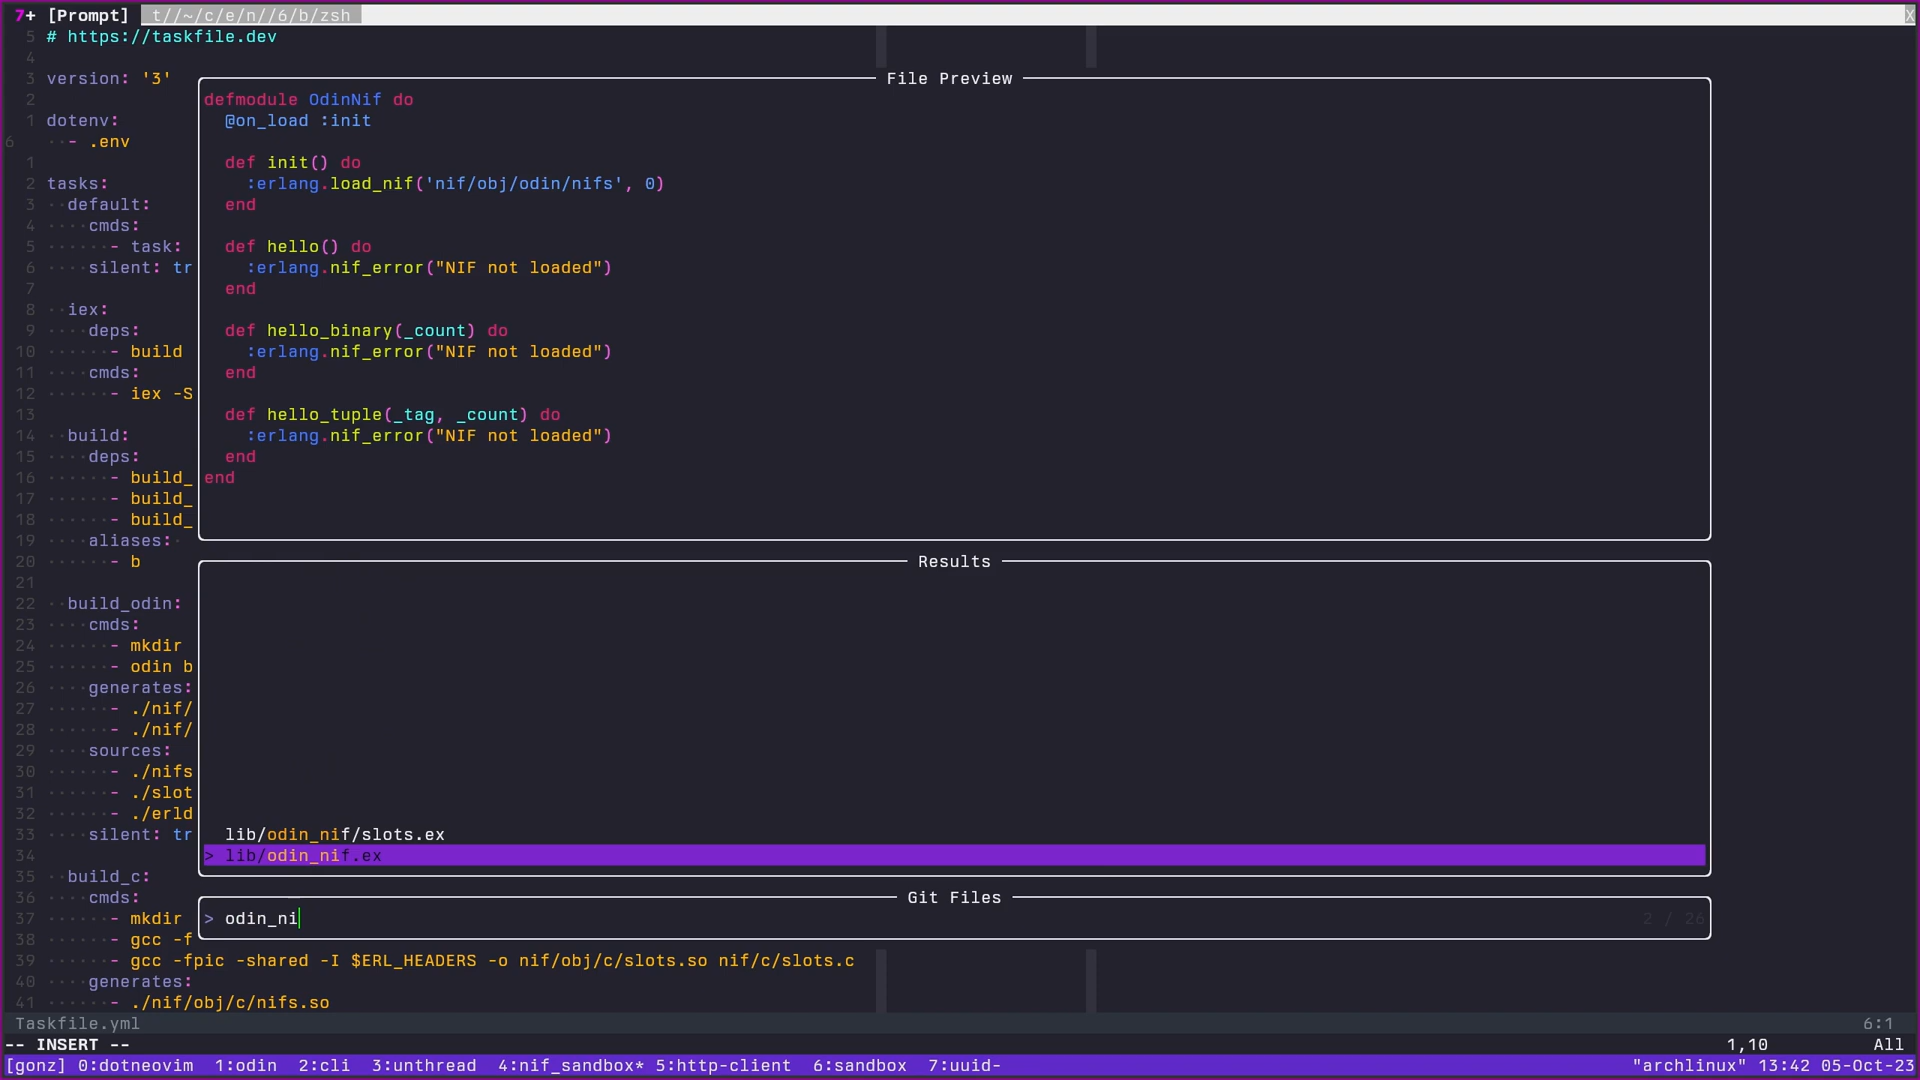 7+ [Prompt] t//~/c/e/n//6/b/zsh X
5 # https://taskfile.dev
4
3 version: '3'
2
1 dotenv:
6 - .env
1
2 tasks:
3 default:
4 cmds:
5 - task:
6 silent: tr
7
8 iex:
9 deps:
10 - build
11 cmds:
12 - iex -S
13
14 build:
15 deps:
16 - build_
17 - build_
18 - build_
19 aliases:
20 - b
21
22 build_odin:
23 cmds:
24 - mkdir
25 - odin b
26 generates:
27 - ./nif/
28 - ./nif/
29 sources:
30 - ./nifs
31 - ./slot
32 - ./erld
33 silent: tr
34
35 build_c:
36 cmds:
37 - mkdir
38 - gcc -f
39 - gcc -fpic -shared -I $ERL_HEADERS -o nif/obj/c/slots.so nif/c/slots.c
40 generates:
41 - ./nif/obj/c/nifs.so
File Preview
defmodule OdinNif do
@on_load :init
def init() do
:erlang.load_nif('nif/obj/odin/nifs', 0)
end
def hello() do
:erlang.nif_error("NIF not loaded")
end
def hello_binary(_count) do
:erlang.nif_error("NIF not loaded")
end
def hello_tuple(_tag, _count) do
:erlang.nif_error("NIF not loaded")
end
end
Results
lib/odin_nif/slots.ex
> lib/odin_nif.ex
Git Files
> odin_ni 2 / 26
Taskfile.yml 6:1
-- INSERT -- 1,10 All
[gonz] 0:dotneovim 1:odin 2:cli 3:unthread 4:nif_sandbox* 5:http-client 6:sandbox 7:uuid- "archlinux" 13:42 05-Oct-23